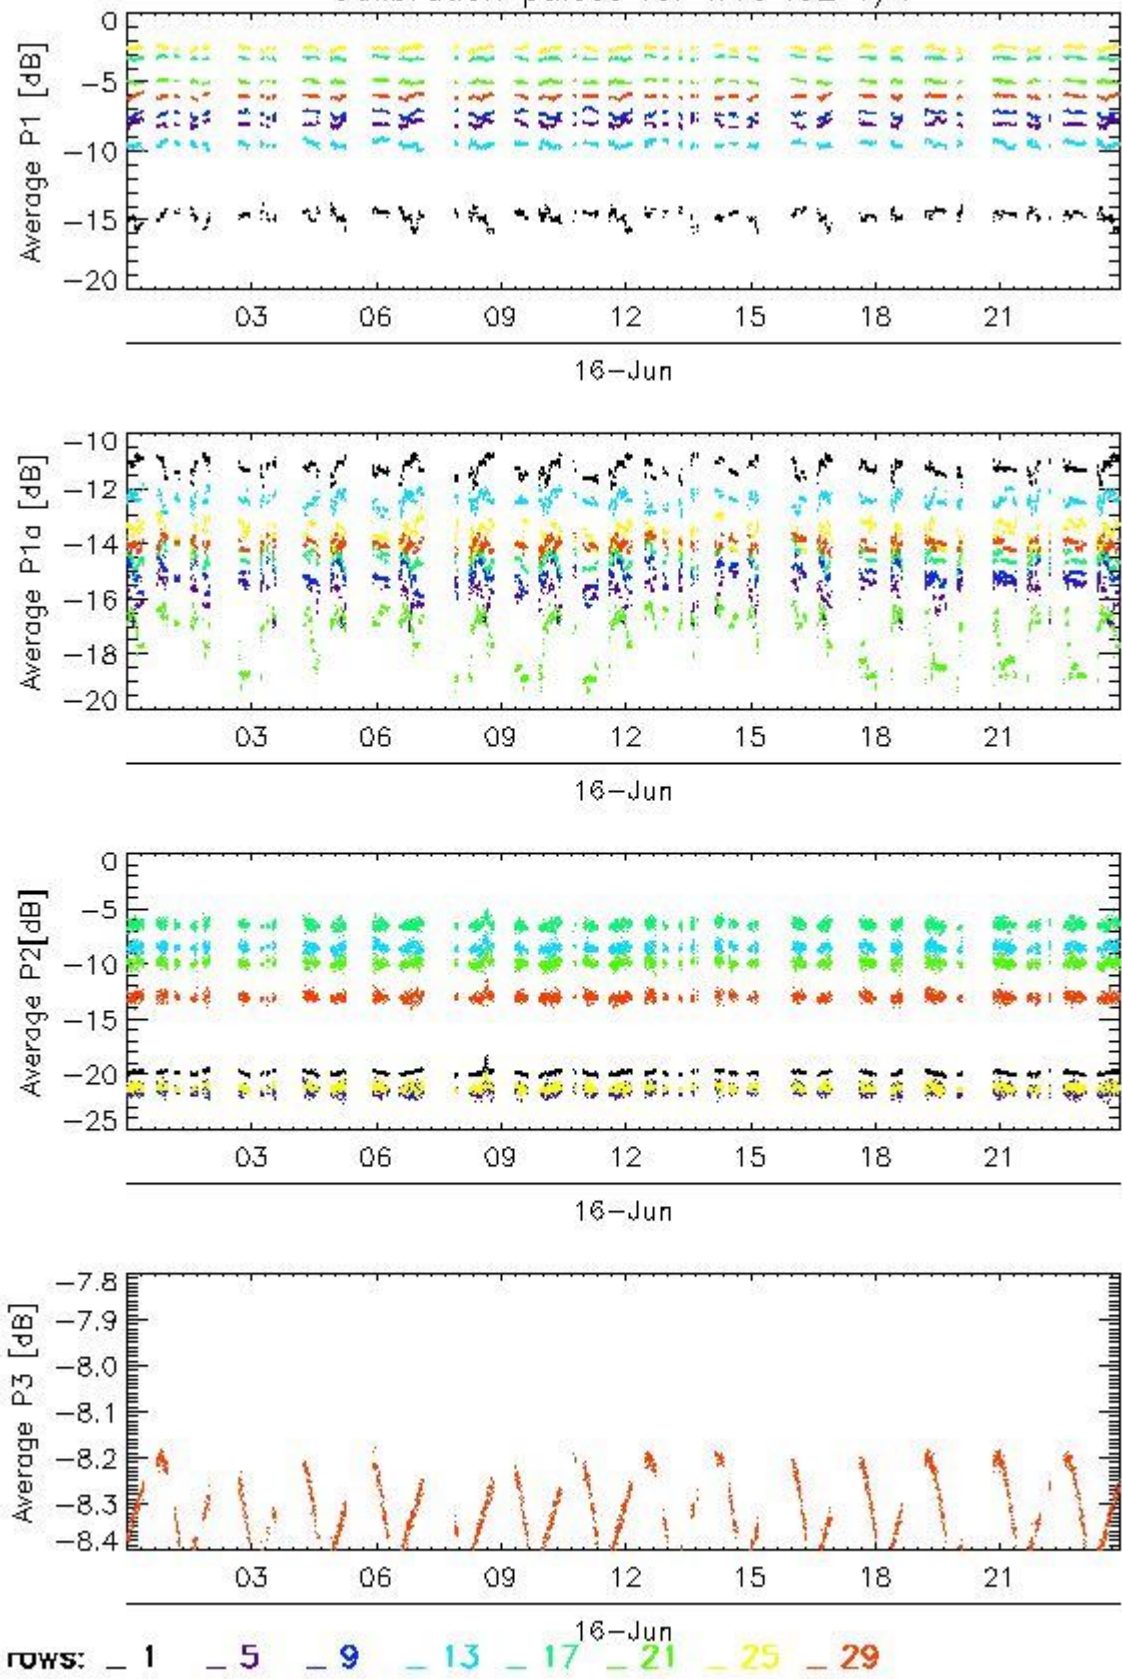 0
−5
−10
−15
−20
Average P1 [dB]
03 06 09 12 15 18 21
16−Jun
−10
−12
−14
−16
−18
−20
Average P1a [dB]
03 06 09 12 15 18 21
16−Jun
0
−5
−10
−15
−20
−25
Average P2[dB]
03 06 09 12 15 18 21
16−Jun
−7.8
−7.9
−8.0
−8.1
−8.2
−8.3
−8.4
Average P3 [dB]
03 06 09 12 15 18 21
16−Jun
rows: _ 1 _ 5 _ 9 _ 13 _ 17 _ 21 _ 25 _ 29